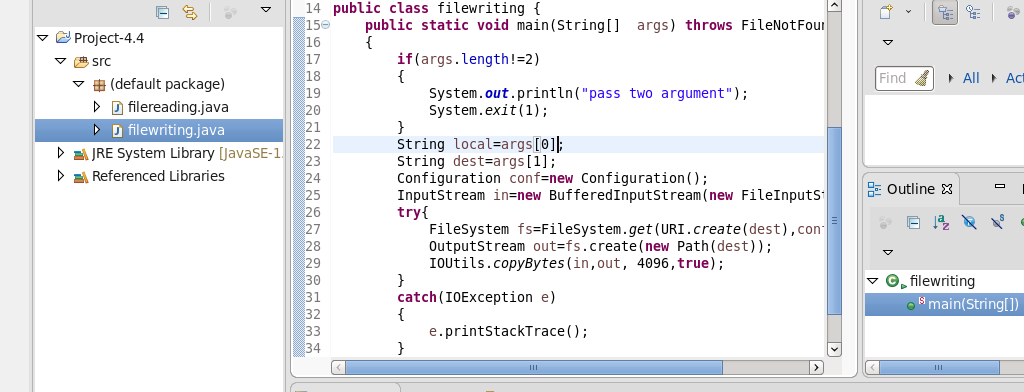 Project-4.4
src
(default package)
filereading.java
filewriting.java
JRE System Library [JavaSE-1.
Referenced Libraries
14 public class filewriting {
15 public static void main(String[]  args) throws FileNotFoun
16 {
17 if(args.length!=2)
18 {
19 System.out.println("pass two argument");
20 System.exit(1);
21 }
22 String local=args[0];
23 String dest=args[1];
24 Configuration conf=new Configuration();
25 InputStream in=new BufferedInputStream(new FileInputSt
26 try{
27 FileSystem fs=FileSystem.get(URI.create(dest),con
28 OutputStream out=fs.create(new Path(dest));
29 IOUtils.copyBytes(in,out, 4096,true);
30 }
31 catch(IOException e)
32 {
33 e.printStackTrace();
34 }
Find
All
Act
Outline
filewriting
main(String[])